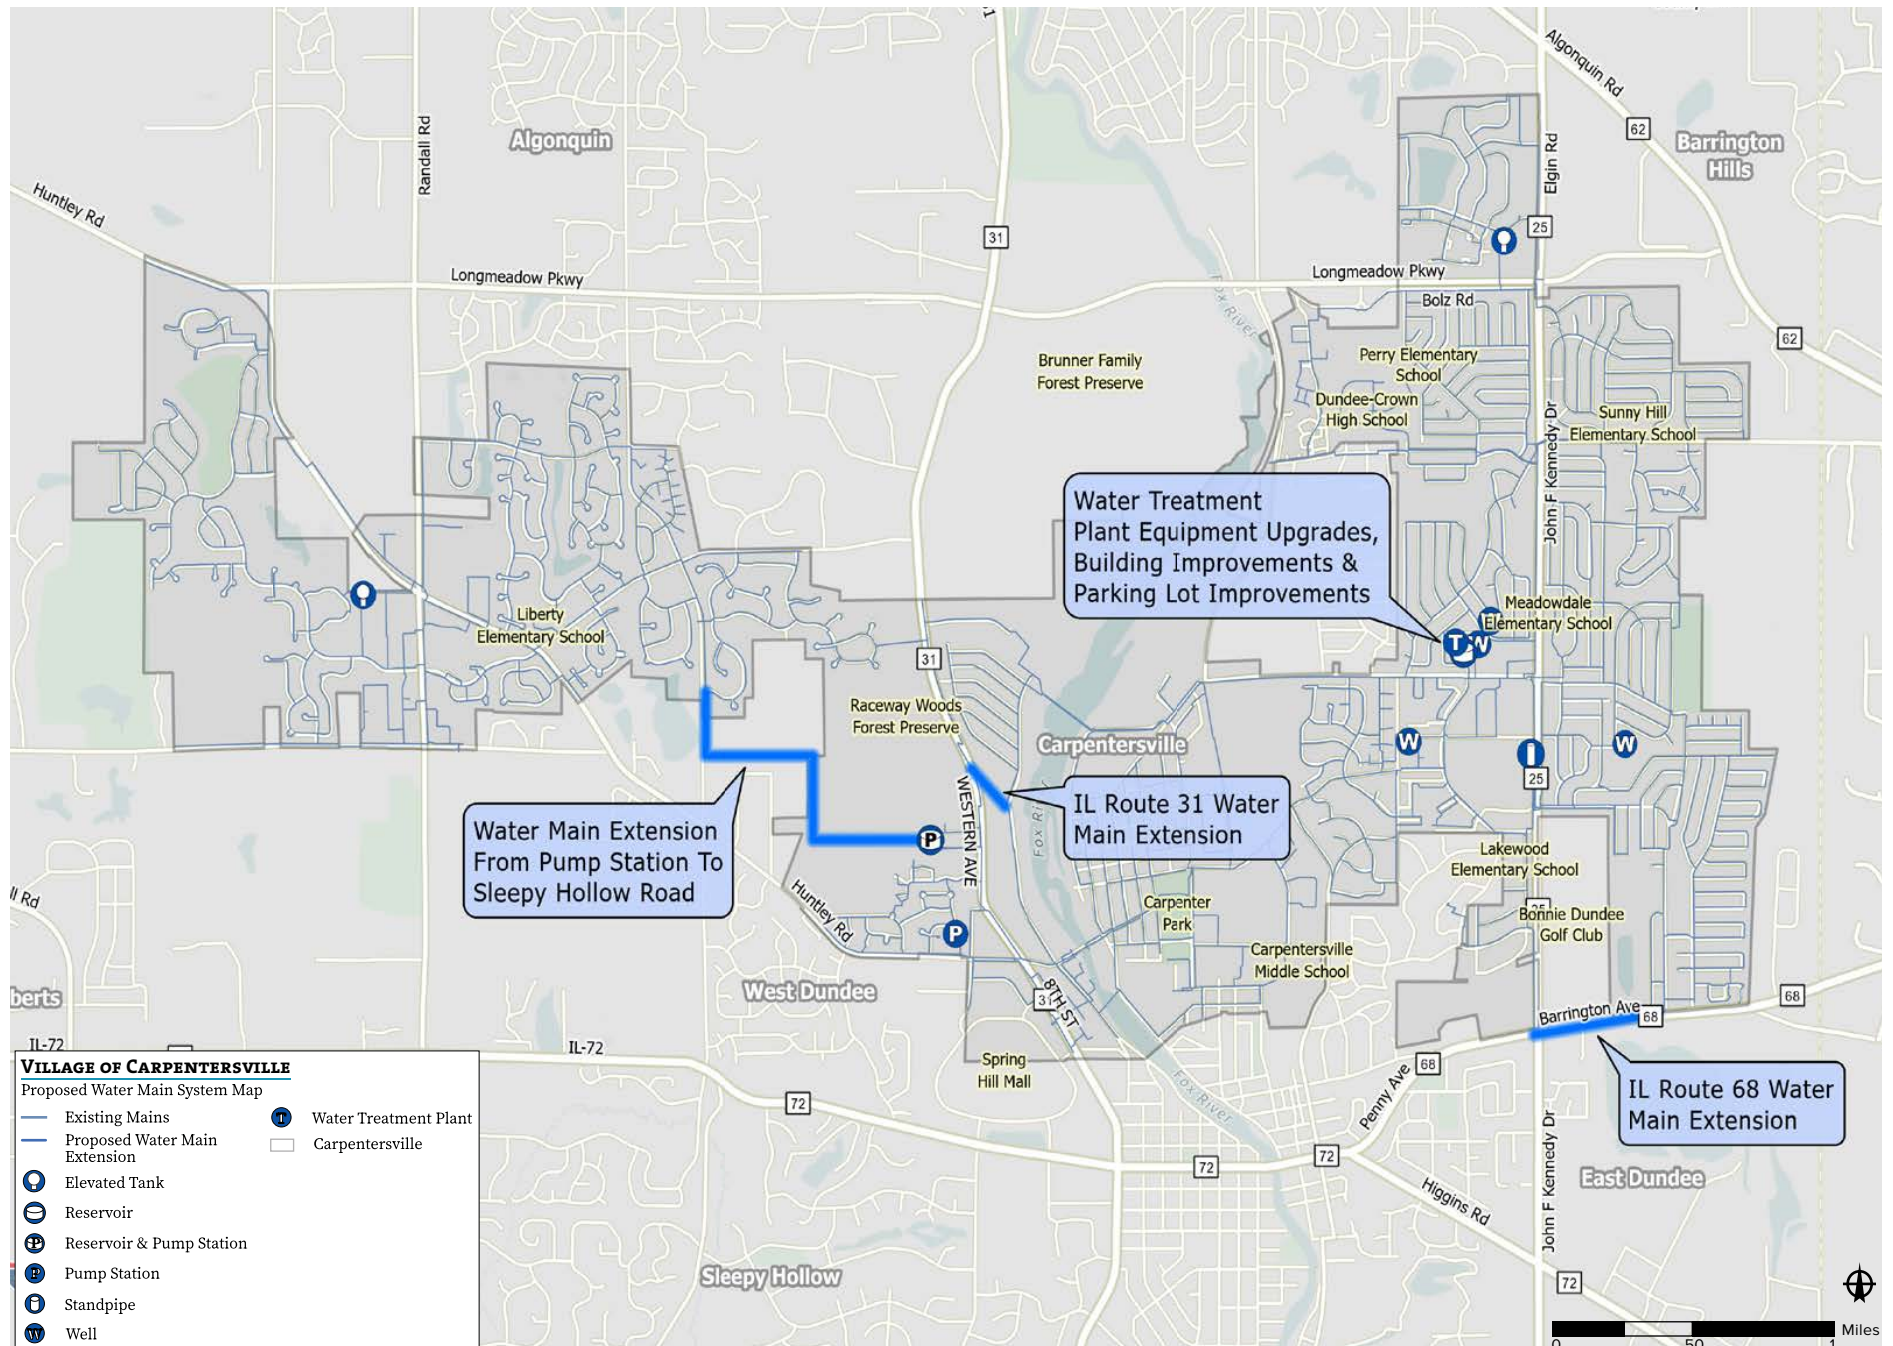 Algonquin Rd
62
Algonquin
Randall Rd
Elgin Rd
Barrington
Hills
Huntley Rd
25
31
Longmeadow Pkwy
Longmeadow Pkwy
Bolz Rd
Fox River
62
Brunner Family
Forest Preserve
Perry Elementary
School
Dundee-Crown
High School
Sunny Hill
Elementary School
John F Kennedy Dr
Water Treatment
Plant Equipment Upgrades,
Building Improvements &
Parking Lot Improvements
Liberty
Elementary School
Meadowdale
Elementary School
T
W
31
Raceway Woods
Forest Preserve
Carpentersville
W
W
25
WESTERN AVE
IL Route 31 Water
Main Extension
Fox Ri
Water Main Extension
From Pump Station To
Sleepy Hollow Road
P
Lakewood
Elementary School
Huntley Rd
Carpenter
Park
Bonnie Dundee
Golf Club
P
Carpentersville
Middle School
ll Rd
berts
West Dundee
31
8TH ST
Barrington Ave
68
68
IL-72
IL-72
Spring
Hill Mall
68
Penny Ave
Fox River
72
IL Route 68 Water
Main Extension
72
72
East Dundee
Higgins Rd
John F Kennedy Dr
Sleepy Hollow
72
VILLAGE OF CARPENTERSVILLE
Proposed Water Main System Map
Existing Mains
Proposed Water Main
Extension
Elevated Tank
Reservoir
P
Reservoir & Pump Station
P
Pump Station
Standpipe
W
Well
T
Water Treatment Plant
Carpentersville
0
50
1
Miles